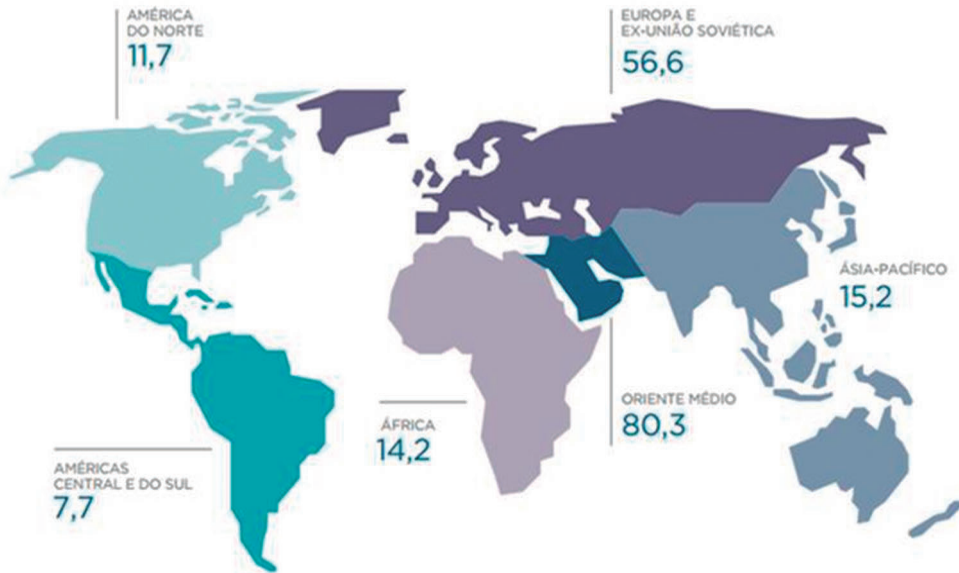 AMÉRICA
DO NORTE
11,7
EUROPA E
EX-UNIÃO SOVIÉTICA
56,6
ÁSIA-PACÍFICO
15,2
ORIENTE MÉDIO
80,3
ÁFRICA
14,2
AMÉRICAS
CENTRAL E DO SUL
7,7